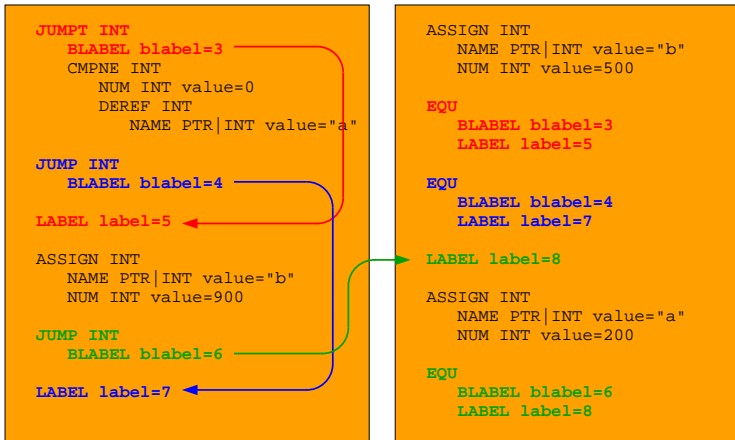 JUMPT INT
BLABEL blabel=3
CMPNE INT
NUM INT value=0
DEREF INT
NAME PTR|INT value="a"
JUMP INT
BLABEL blabel=4
LABEL label=5
ASSIGN INT
NAME PTR|INT value="b"
NUM INT value=900
JUMP INT
BLABEL blabel=6
LABEL label=7
ASSIGN INT
NAME PTR|INT value="b"
NUM INT value=500
EQU
BLABEL blabel=3
LABEL label=5
EQU
BLABEL blabel=4
LABEL label=7
LABEL label=8
ASSIGN INT
NAME PTR|INT value="a"
NUM INT value=200
EQU
BLABEL blabel=6
LABEL label=8